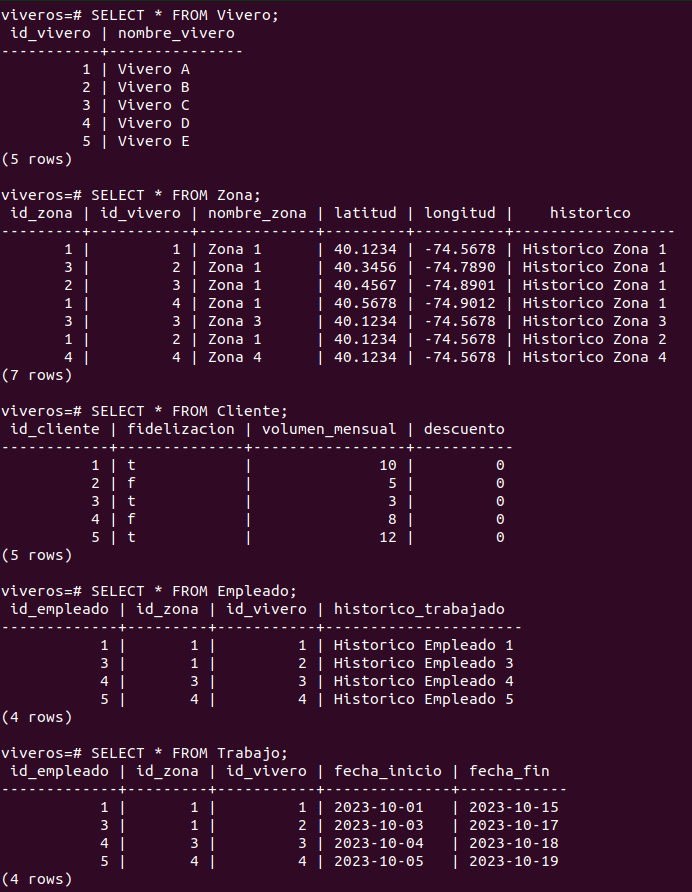 viveros=# SELECT * FROM Vivero;
 id_vivero | nombre_vivero
-----------+---------------
         1 | Vivero A
         2 | Vivero B
         3 | Vivero C
         4 | Vivero D
         5 | Vivero E
(5 rows)

viveros=# SELECT * FROM Zona;
 id_zona | id_vivero | nombre_zona | latitud | longitud |    historico
---------+-----------+-------------+---------+----------+------------------
       1 |         1 | Zona 1      | 40.1234 | -74.5678 | Historico Zona 1
       3 |         2 | Zona 1      | 40.3456 | -74.7890 | Historico Zona 1
       2 |         3 | Zona 1      | 40.4567 | -74.8901 | Historico Zona 1
       1 |         4 | Zona 1      | 40.5678 | -74.9012 | Historico Zona 1
       3 |         3 | Zona 3      | 40.1234 | -74.5678 | Historico Zona 3
       1 |         2 | Zona 1      | 40.1234 | -74.5678 | Historico Zona 2
       4 |         4 | Zona 4      | 40.1234 | -74.5678 | Historico Zona 4
(7 rows)

viveros=# SELECT * FROM Cliente;
 id_cliente | fidelizacion | volumen_mensual | descuento
------------+--------------+-----------------+-----------
          1 | t            |              10 |         0
          2 | f            |               5 |         0
          3 | t            |               3 |         0
          4 | f            |               8 |         0
          5 | t            |              12 |         0
(5 rows)

viveros=# SELECT * FROM Empleado;
 id_empleado | id_zona | id_vivero | historico_trabajado
-------------+---------+-----------+----------------------
           1 |       1 |         1 | Historico Empleado 1
           3 |       1 |         2 | Historico Empleado 3
           4 |       3 |         3 | Historico Empleado 4
           5 |       4 |         4 | Historico Empleado 5
(4 rows)

viveros=# SELECT * FROM Trabajo;
 id_empleado | id_zona | id_vivero | fecha_inicio | fecha_fin
-------------+---------+-----------+--------------+------------
           1 |       1 |         1 | 2023-10-01   | 2023-10-15
           3 |       1 |         2 | 2023-10-03   | 2023-10-17
           4 |       3 |         3 | 2023-10-04   | 2023-10-18
           5 |       4 |         4 | 2023-10-05   | 2023-10-19
(4 rows)